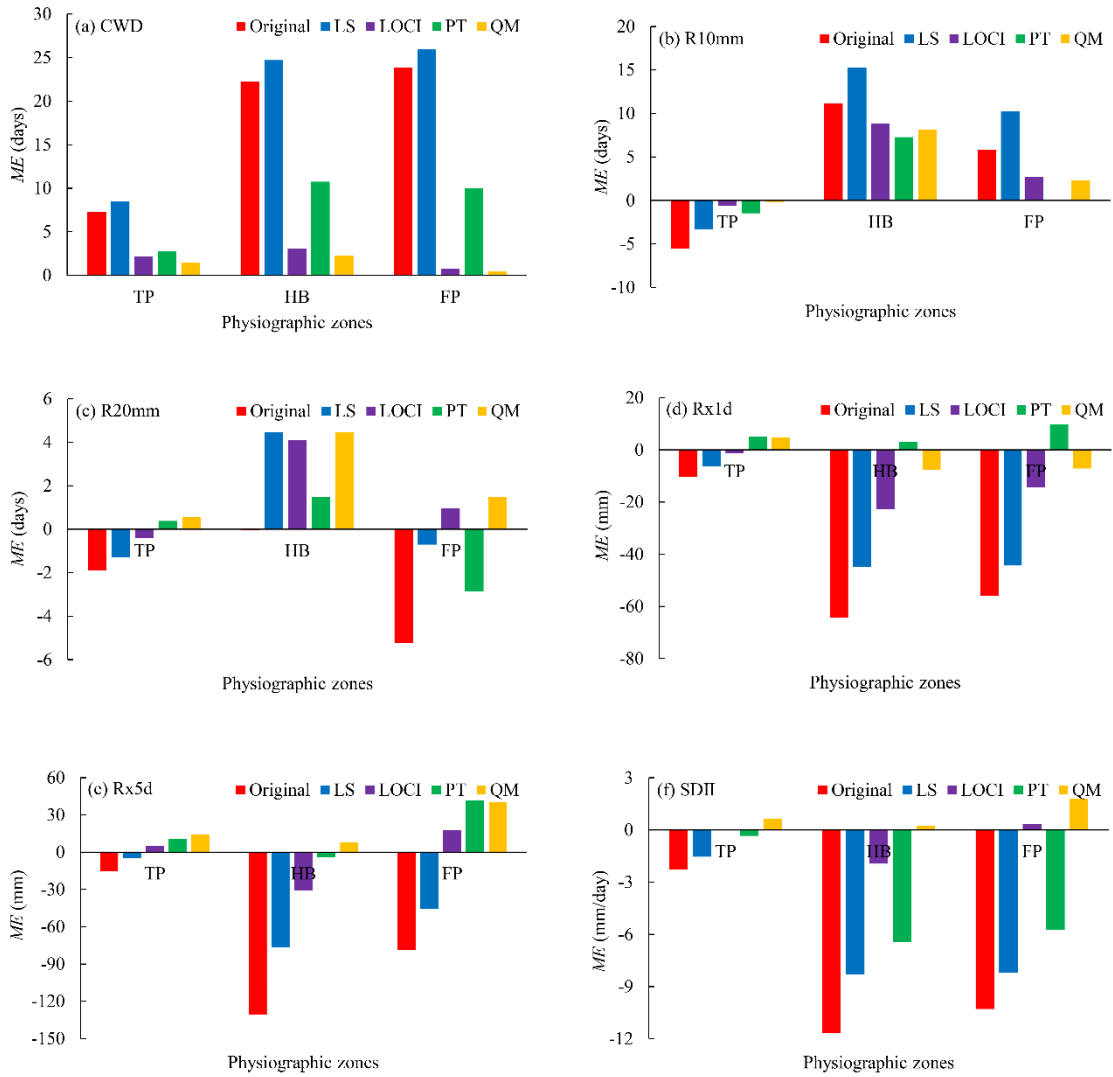 (a) CWD
Original LS LOCI PT QM
30
25
20
15
10
5
0
ME (days)
TP HB FP
Physiographic zones
(b) R10mm
Original LS LOCI PT QM
20
15
10
5
0
-5
-10
ME (days)
TP HB FP
Physiographic zones
(c) R20mm
Original LS LOCI PT QM
6
4
2
0
-2
-4
-6
ME (days)
TP HB FP
Physiographic zones
(d) Rx1d
Original LS LOCI PT QM
20
0
-20
-40
-60
-80
ME (mm)
TP HB FP
Physiographic zones
(e) Rx5d
Original LS LOCI PT QM
60
30
0
-30
-60
-90
-120
-150
ME (mm)
TP HB FP
Physiographic zones
(f) SDII
Original LS LOCI PT QM
3
0
-3
-6
-9
-12
ME (mm/day)
TP HB FP
Physiographic zones